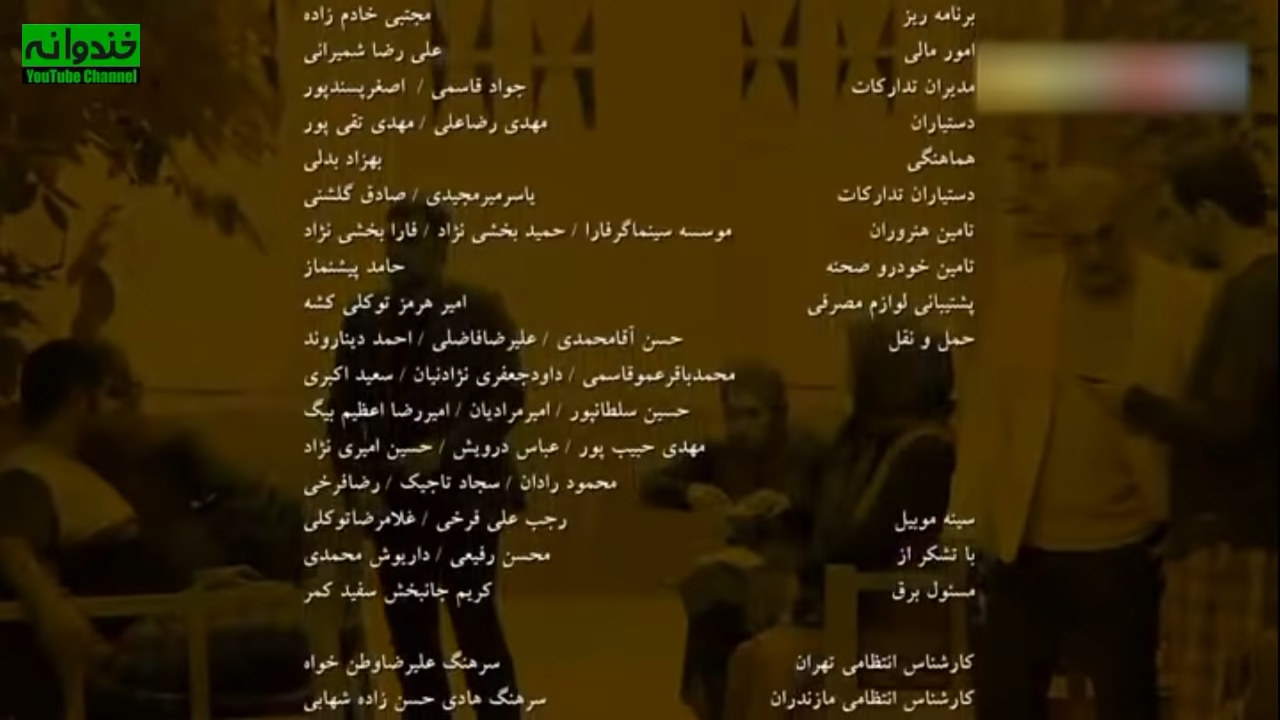 خندوانه
YouTube Channel
برنامه ریز مجتبی خادم زاده
امور مالی علی رضا شمیرانی
مدیران تدارکات جواد قاسمی / اصغرپسندپور
دستیاران مهدی رضاعلی / مهدی تقی پور
هماهنگی بهزاد بدلی
دستیاران تدارکات یاسرمیرمجیدی / صادق گلشنی
تامین هنروران موسسه سینماگرفارا / حمید بخشی نژاد / فارا بخشی نژاد
تامین خودرو صحنه حامد پیشنماز
پشتیبانی لوازم مصرفی امیر هرمز توکلی کشه
حمل و نقل حسن آقامحمدی / علیرضافاضلی / احمد دیناروند
محمدباقرعموقاسمی / داودجعفری نژادنیان / سعید اکبری
حسین سلطانپور / امیرمرادیان / امیررضا اعظیم بیگ
مهدی حبیب پور / عباس درویش / حسین امیری نژاد
محمود رادان / سجاد تاجیک / رضافرخی
سینه موبیل رجب علی فرخی / غلامرضاتوکلی
با تشکر از محسن رفیعی / داریوش محمدی
مسئول برق کریم جانبخش سفید کمر
کارشناس انتظامی تهران سرهنگ علیرضاوطن خواه
کارشناس انتظامی مازندران سرهنگ هادی حسن زاده شهابی